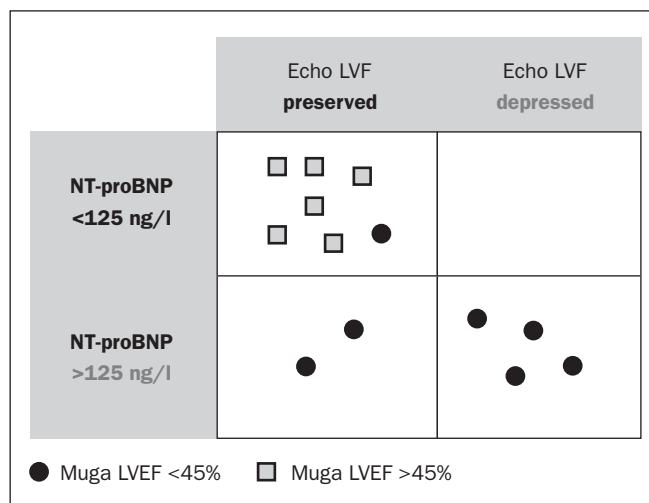 Echo LVF
preserved
Echo LVF
depressed
NT-proBNP
<125 ng/l
NT-proBNP
>125 ng/l
Muga LVEF <45%
Muga LVEF >45%